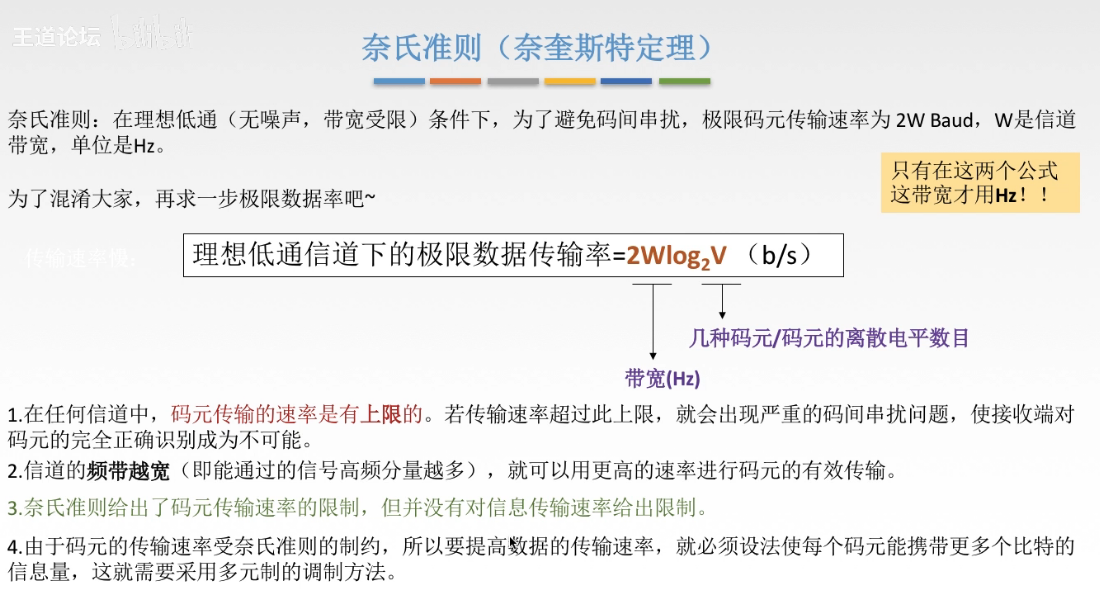 王道论坛 bilibili
奈氏准则（奈奎斯特定理）
奈氏准则：在理想低通（无噪声，带宽受限）条件下，为了避免码间串扰，极限码元传输速率为 2W Baud，W是信道
带宽，单位是Hz。
只有在这两个公式
这带宽才用Hz！！
为了混淆大家，再求一步极限数据率吧~
传输速率慢：
理想低通信道下的极限数据传输率=2Wlog₂V （b/s）
几种码元/码元的离散电平数目
带宽(Hz)
1.在任何信道中，码元传输的速率是有上限的。若传输速率超过此上限，就会出现严重的码间串扰问题，使接收端对
码元的完全正确识别成为不可能。
2.信道的频带越宽（即能通过的信号高频分量越多），就可以用更高的速率进行码元的有效传输。
3.奈氏准则给出了码元传输速率的限制，但并没有对信息传输速率给出限制。
4.由于码元的传输速率受奈氏准则的制约，所以要提高数据的传输速率，就必须设法使每个码元能携带更多个比特的
信息量，这就需要采用多元制的调制方法。